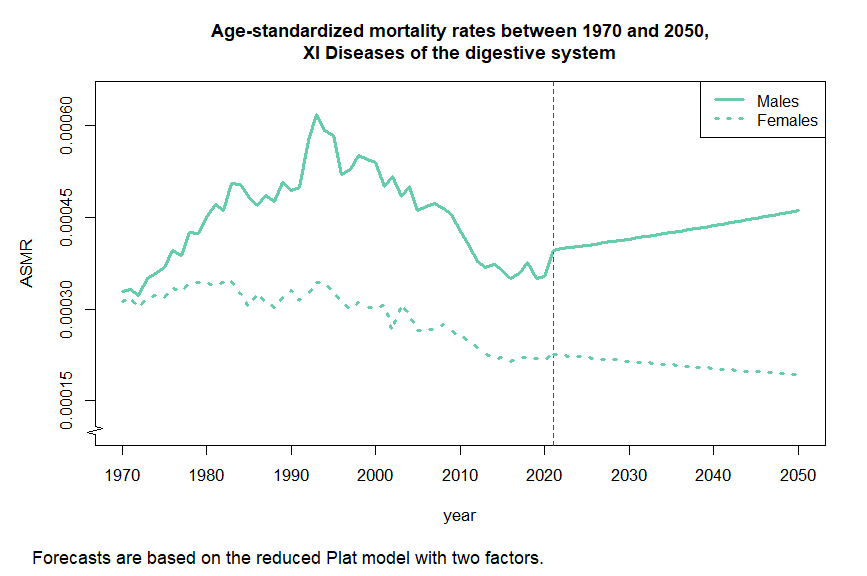 Age-standardized mortality rates between 1970 and 2050,
XI Diseases of the digestive system
Males
Females
ASMR
0.00060
0.00045
0.00030
0.00015
1970 1980 1990 2000 2010 2020 2030 2040 2050
year
Forecasts are based on the reduced Plat model with two factors.